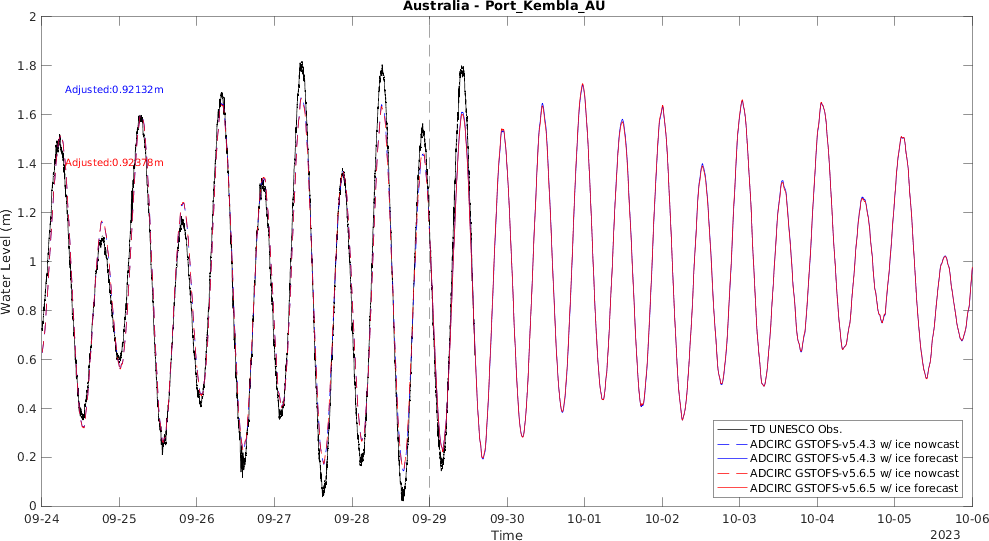 Australia - Port_Kembla_AU
2
1.8
1.6
1.4
1.2
1
0.8
0.6
0.4
0.2
0
Water Level (m)
Adjusted:0.92132m
Adjusted:0.92378m
TD UNESCO Obs.
ADCIRC GSTOFS-v5.4.3 w/ ice nowcast
ADCIRC GSTOFS-v5.4.3 w/ ice forecast
ADCIRC GSTOFS-v5.6.5 w/ ice nowcast
ADCIRC GSTOFS-v5.6.5 w/ ice forecast
09-24 09-25 09-26 09-27 09-28 09-29 09-30 10-01 10-02 10-03 10-04 10-05 10-06
Time
2023